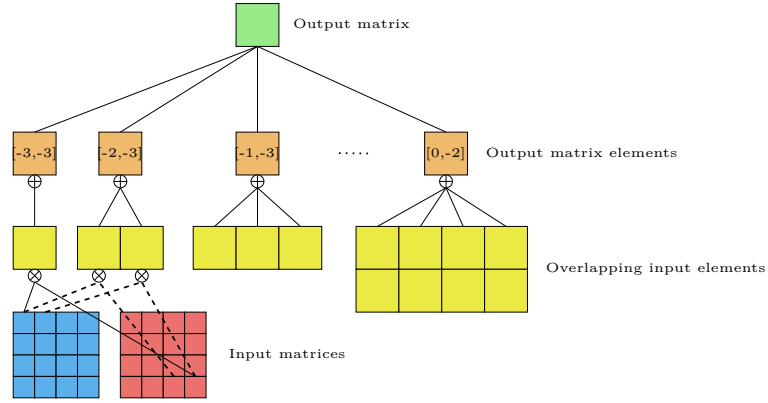 Output matrix
[-3,-3] [-2,-3] [-1,-3] ..... [0,-2] Output matrix elements
Overlapping input elements
Input matrices